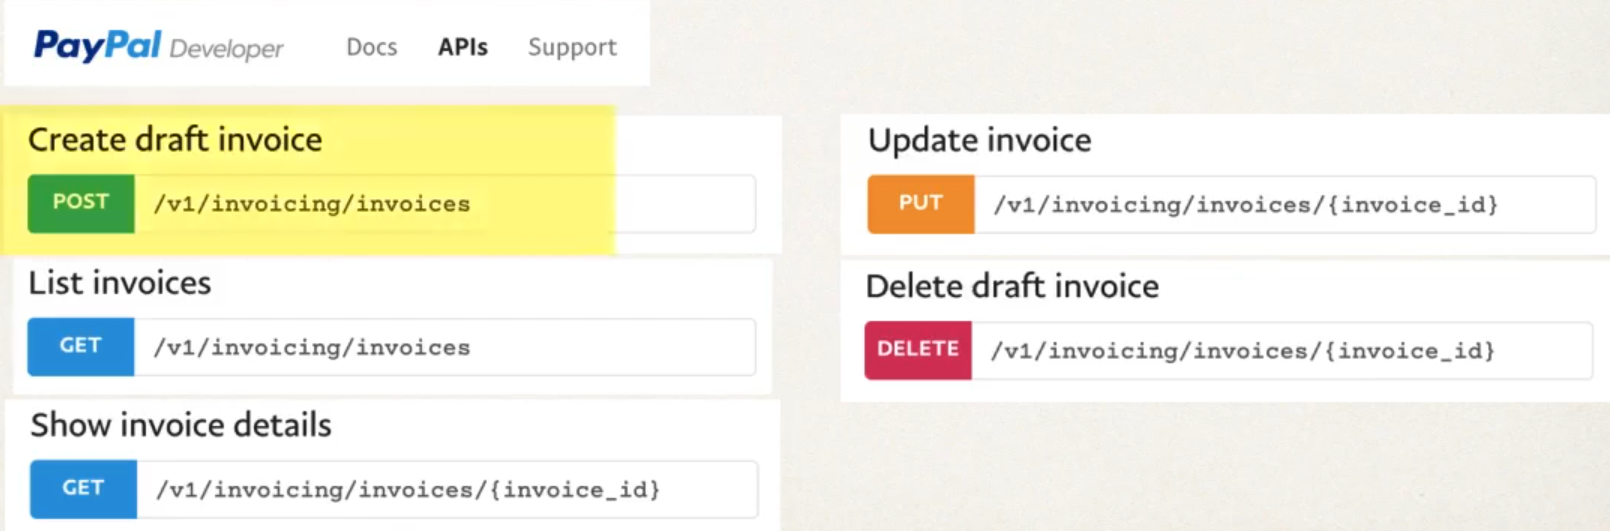 PayPal Developer Docs APIs Support
Create draft invoice
POST /v1/invoicing/invoices
List invoices
GET /v1/invoicing/invoices
Show invoice details
GET /v1/invoicing/invoices/{invoice_id}
Update invoice
PUT /v1/invoicing/invoices/{invoice_id}
Delete draft invoice
DELETE /v1/invoicing/invoices/{invoice_id}